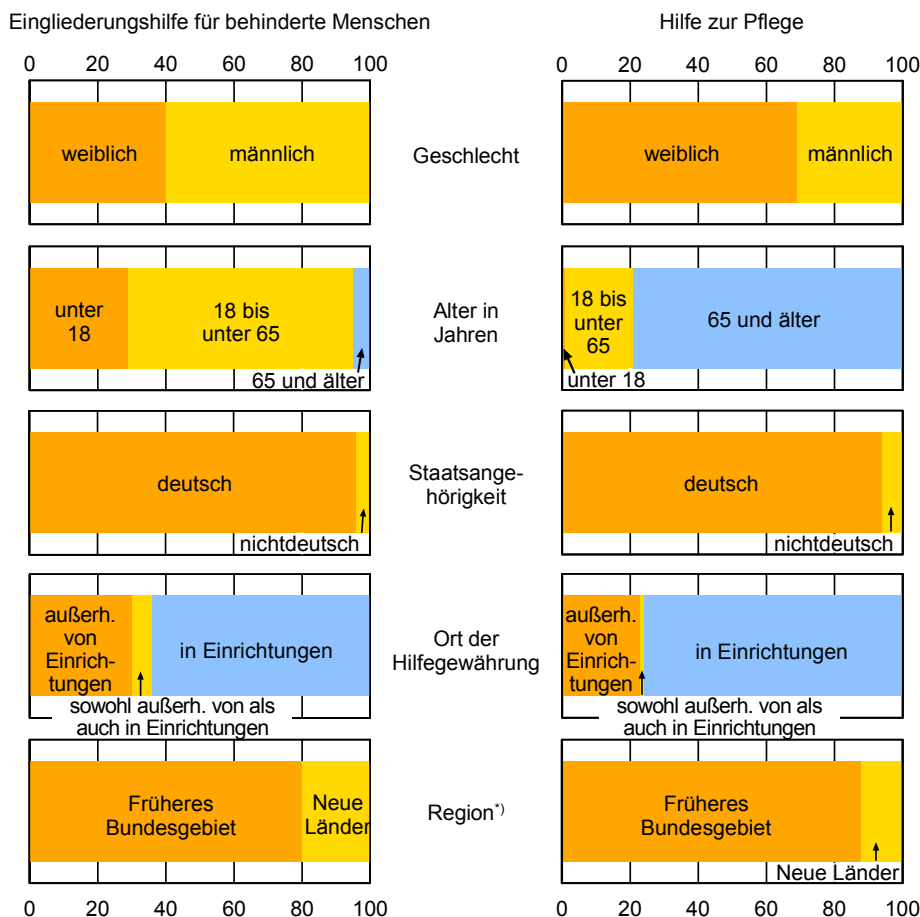 Eingliederungshilfe für behinderte Menschen
Hilfe zur Pflege
0 20 40 60 80 100
0 20 40 60 80 100
weiblich
männlich
Geschlecht
weiblich
männlich
unter
18
18 bis
unter 65
65 und älter
Alter in
Jahren
18 bis
unter
65
65 und älter
unter 18
deutsch
nichtdeutsch
Staatsange-
hörigkeit
deutsch
nichtdeutsch
außerh.
von
Einrich-
tungen
in Einrichtungen
sowohl außerh. von als
auch in Einrichtungen
Ort der
Hilfegewährung
außerh.
von
Einrich-
tungen
in Einrichtungen
sowohl außerh. von als
auch in Einrichtungen
Früheres
Bundesgebiet
Neue
Länder
Region*)
Früheres
Bundesgebiet
Neue Länder
0 20 40 60 80 100
0 20 40 60 80 100